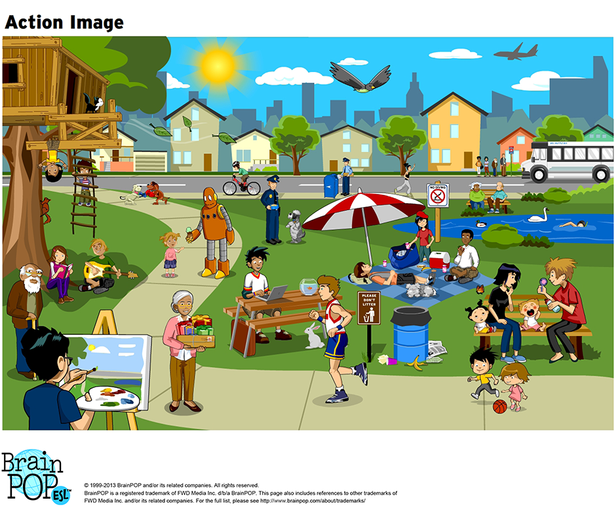 Action Image
PLEASE
DON'T
LITTER
Brain
POP
ESL
© 1999-2013 BrainPOP and/or its related companies. All rights reserved.
BrainPOP is a registered trademark of FWD Media Inc. d/b/a BrainPOP. This page also includes references to other trademarks of
FWD Media Inc. and/or its related companies. For the full list, please see http://www.brainpop.com/about/trademarks/